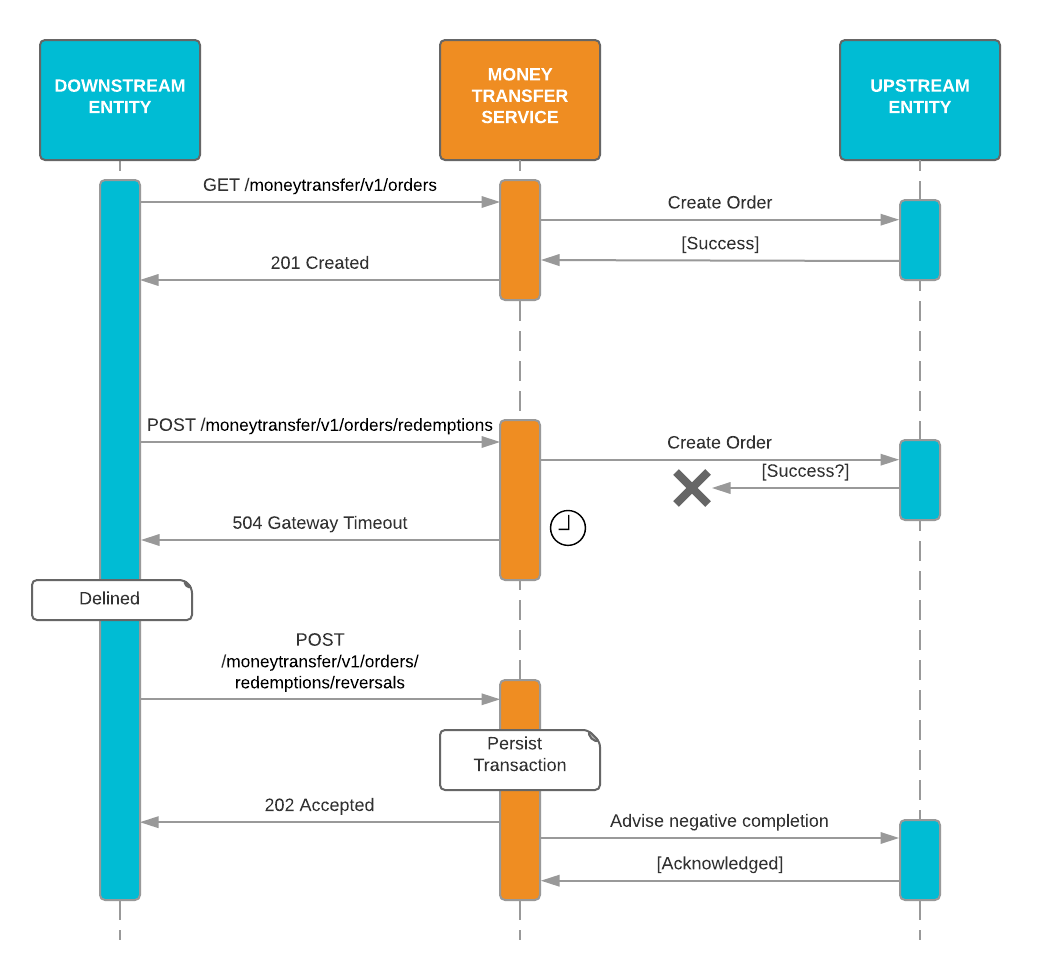 DOWNSTREAM
ENTITY
MONEY
TRANSFER
SERVICE
UPSTREAM
ENTITY
GET /moneytransfer/v1/orders
Create Order
[Success]
201 Created
POST /moneytransfer/v1/orders/redemptions
Create Order
[Success?]
504 Gateway Timeout
Delined
POST
/moneytransfer/v1/orders/
redemptions/reversals
Persist
Transaction
202 Accepted
Advise negative completion
[Acknowledged]